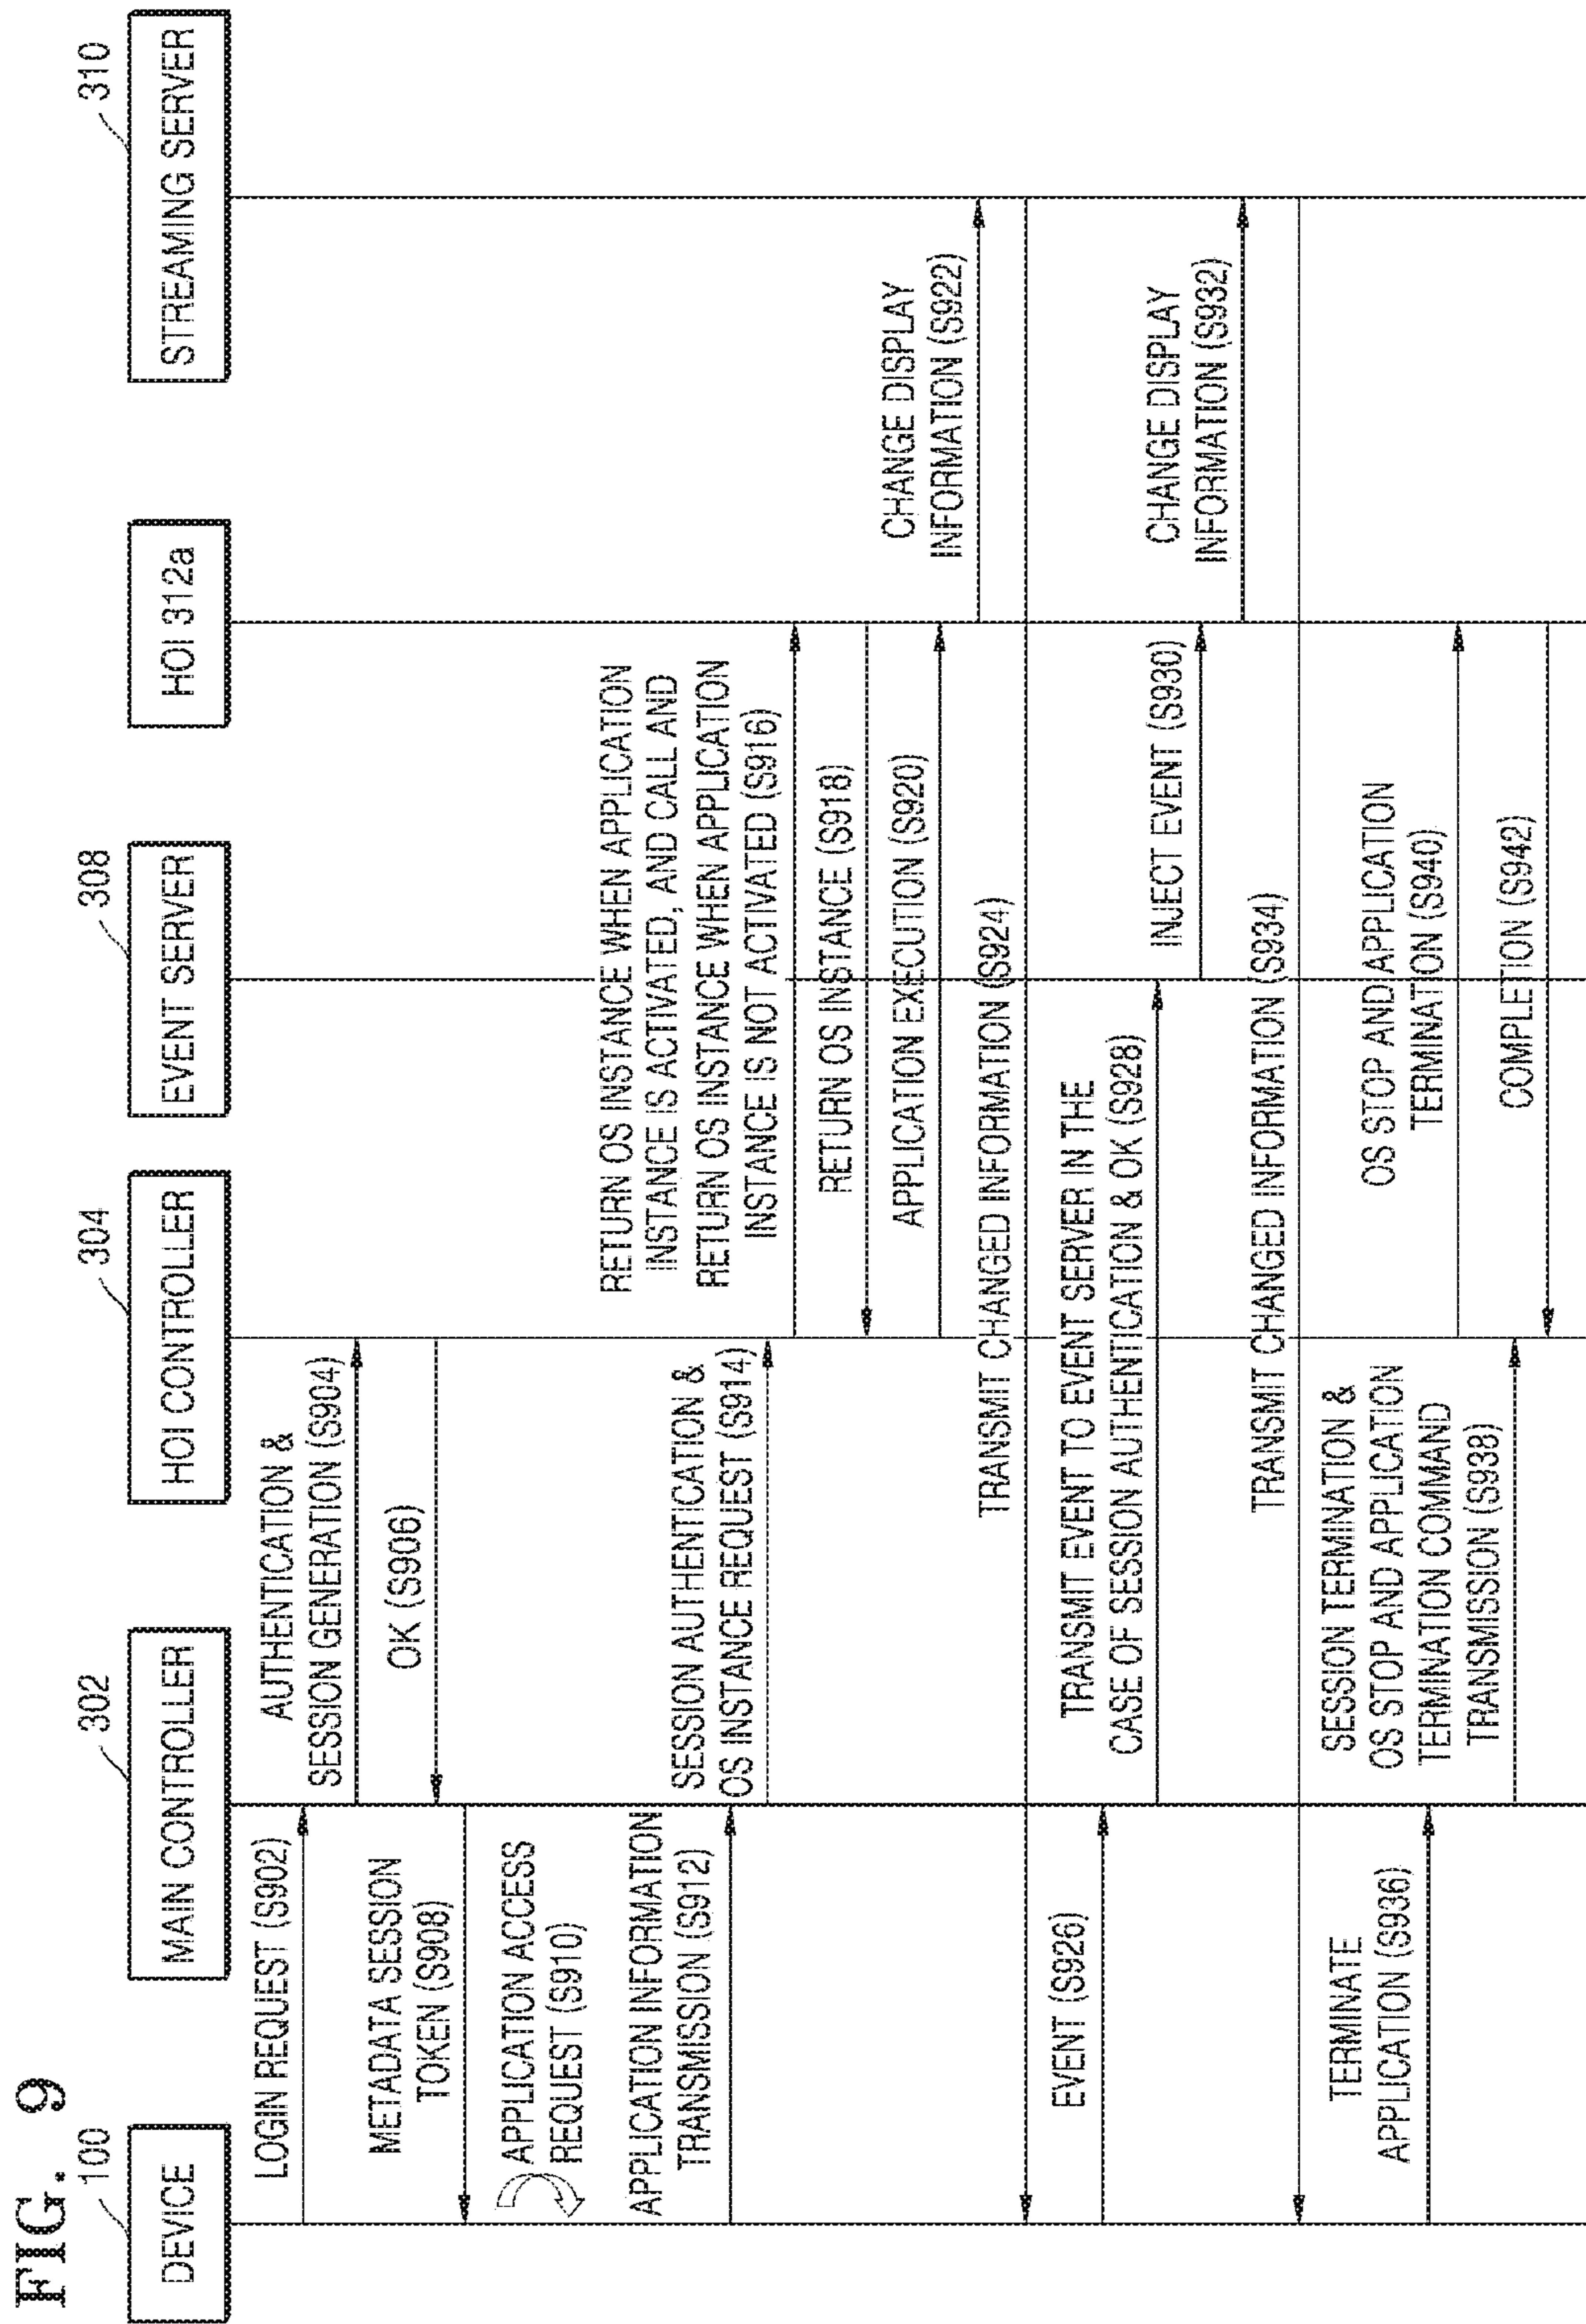 FIG. 9
100
DEVICE
302
MAIN CONTROLLER
304
HOI CONTROLLER
308
EVENT SERVER
HOI 312a
310
STREAMING SERVER
LOGIN REQUEST (S902)
AUTHENTICATION &
SESSION GENERATION (S904)
OK (S906)
METADATA SESSION
TOKEN (S908)
APPLICATION ACCESS
REQUEST (S910)
APPLICATION INFORMATION
TRANSMISSION (S912)
SESSION AUTHENTICATION &
OS INSTANCE REQUEST (S914)
RETURN OS INSTANCE WHEN APPLICATION
INSTANCE IS ACTIVATED, AND CALL AND
RETURN OS INSTANCE WHEN APPLICATION
INSTANCE IS NOT ACTIVATED (S916)
RETURN OS INSTANCE (S918)
APPLICATION EXECUTION (S920)
CHANGE DISPLAY
INFORMATION (S922)
TRANSMIT CHANGED INFORMATION (S924)
EVENT (S926)
TRANSMIT EVENT TO EVENT SERVER IN THE
CASE OF SESSION AUTHENTICATION & OK (S928)
INJECT EVENT (S930)
CHANGE DISPLAY
INFORMATION (S932)
TRANSMIT CHANGED INFORMATION (S934)
TERMINATE
APPLICATION (S936)
SESSION TERMINATION &
OS STOP AND APPLICATION
TERMINATION COMMAND
TRANSMISSION (S938)
OS STOP AND APPLICATION
TERMINATION (S940)
COMPLETION (S942)